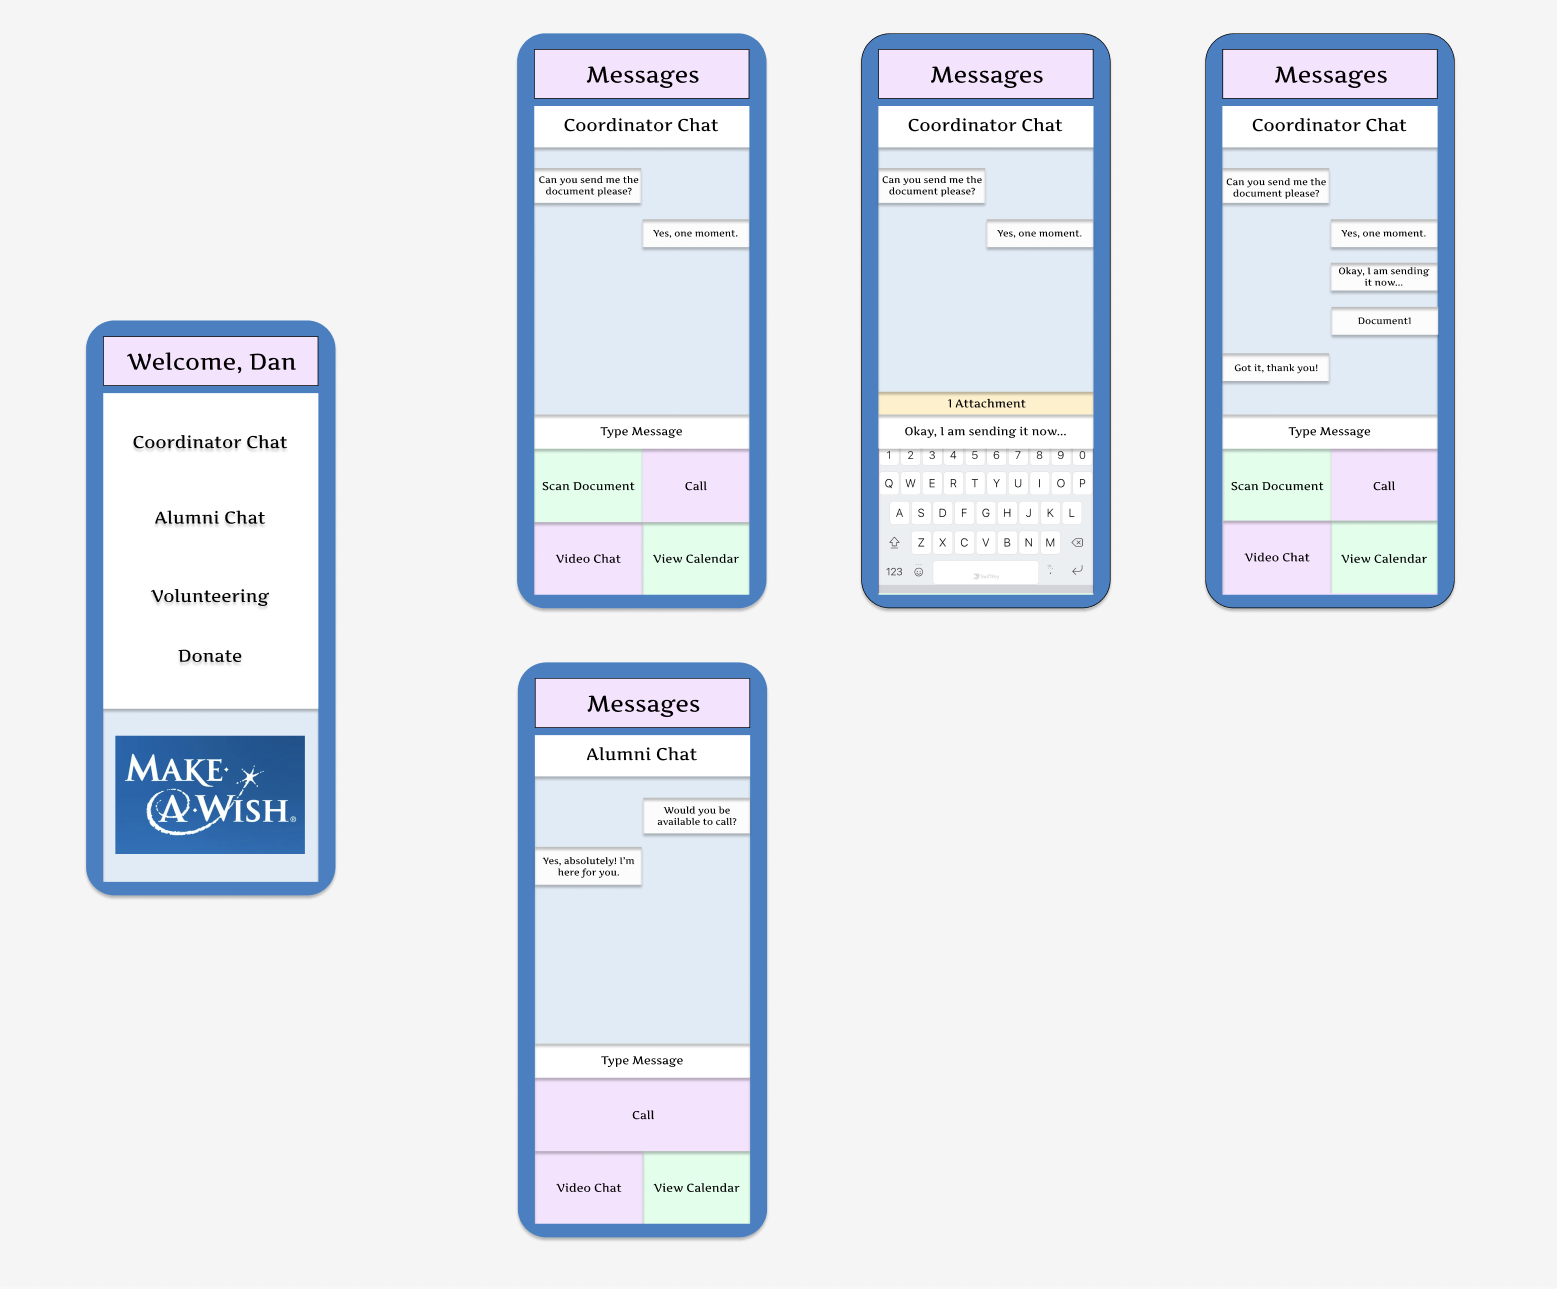 Welcome, Dan
Coordinator Chat
Alumni Chat
Volunteering
Donate
MAKE·
A·WISH®
Messages
Coordinator Chat
Can you send me the
document please?
Yes, one moment.
Type Message
Scan Document
Call
Video Chat
View Calendar
Messages
Coordinator Chat
Can you send me the
document please?
Yes, one moment.
1 Attachment
Okay, I am sending it now...
1 2 3 4 5 6 7 8 9 0
Q W E R T Y U I O P
A S D F G H J K L
Z X C V B N M
123
Messages
Coordinator Chat
Can you send me the
document please?
Yes, one moment.
Okay, I am sending
it now...
Document1
Got it, thank you!
Type Message
Scan Document
Call
Video Chat
View Calendar
Messages
Alumni Chat
Would you be
available to call?
Yes, absolutely! I'm
here for you.
Type Message
Call
Video Chat
View Calendar